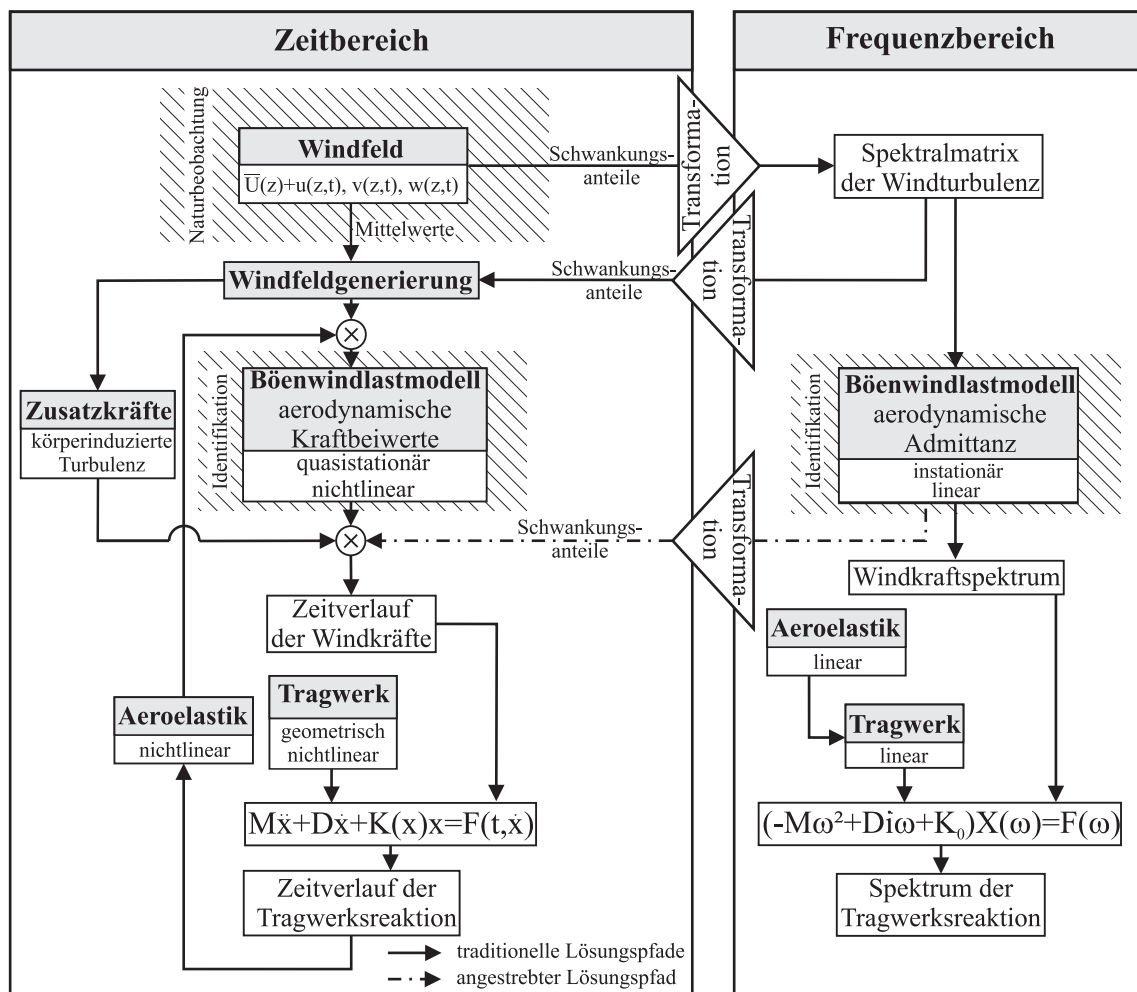 Zeitbereich
Frequenzbereich
Naturbeobachtung
Windfeld
U̅(z)+u(z,t), v(z,t), w(z,t)
Mittelwerte
Schwankungs-
anteile
Transforma-
tion
Spektralmatrix
der Windturbulenz
Windfeldgenerierung
Schwankungs-
anteile
Transforma-
tion
Zusatzkräfte
körperinduzierte
Turbulenz
Identifikation
Böenwindlastmodell
aerodynamische
Kraftbeiwerte
quasistationär
nichtlinear
Identifikation
Böenwindlastmodell
aerodynamische
Admittanz
instationär
linear
Schwankungs-
anteile
Transforma-
tion
Windkraftspektrum
Zeitverlauf
der Windkräfte
Aeroelastik
linear
Aeroelastik
nichtlinear
Tragwerk
geometrisch
nichtlinear
Tragwerk
linear
Mẍ+Dẋ+K(x)x=F(t,ẋ)
(-Mω²+Diω+K₀)X(ω)=F(ω)
Zeitverlauf der
Tragwerksreaktion
Spektrum der
Tragwerksreaktion
traditionelle Lösungspfade
angestrebter Lösungspfad